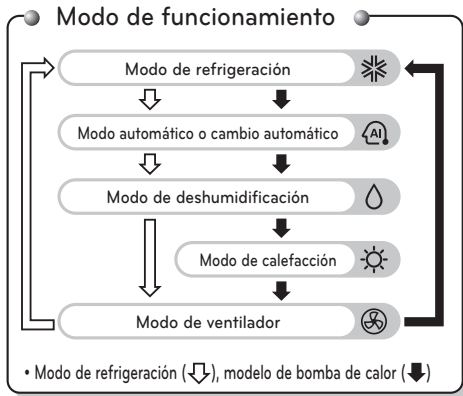 Modo de funcionamiento
Modo de refrigeración
Modo automático o cambio automático
AI
Modo de deshumidificación
Modo de calefacción
Modo de ventilador
• Modo de refrigeración (⇩), modelo de bomba de calor (⬇)